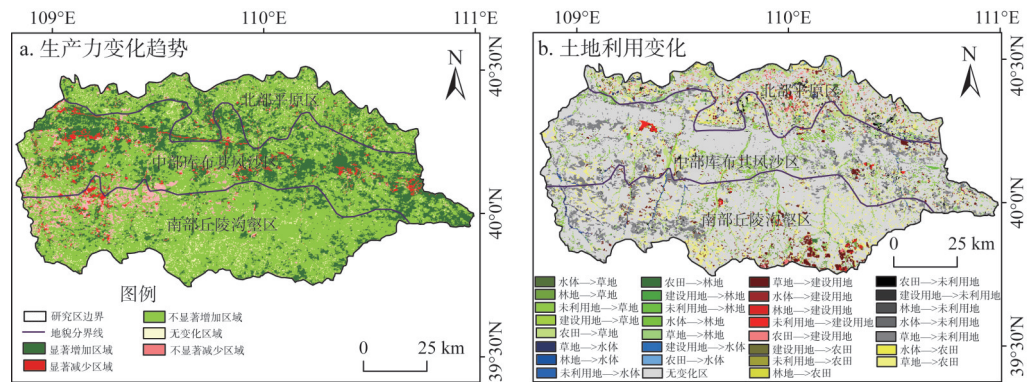 109°E
110°E
111°E
a. 生产力变化趋势
N
40°30′N
40°0′N
39°30′N
北部平原区
中部库布其风沙区
南部丘陵沟壑区
图例
研究区边界
地貌分界线
显著增加区域
显著减少区域
不显著增加区域
无变化区域
不显著减少区域
0 25 km
109°E
110°E
111°E
b. 土地利用变化
N
40°30′N
40°0′N
39°30′N
北部平原区
中部库布其风沙区
南部丘陵沟壑区
0 25 km
水体—>草地
林地—>草地
未利用地—>草地
建设用地—>草地
农田—>草地
草地—>水体
林地—>水体
未利用地—>水体
农田—>林地
建设用地—>林地
未利用地—>林地
水体—>林地
草地—>林地
建设用地—>水体
农田—>水体
无变化区
草地—>建设用地
水体—>建设用地
林地—>建设用地
未利用地—>建设用地
农田—>建设用地
建设用地—>农田
未利用地—>农田
林地—>农田
农田—>未利用地
建设用地—>未利用地
林地—>未利用地
水体—>未利用地
草地—>未利用地
水体—>农田
草地—>农田